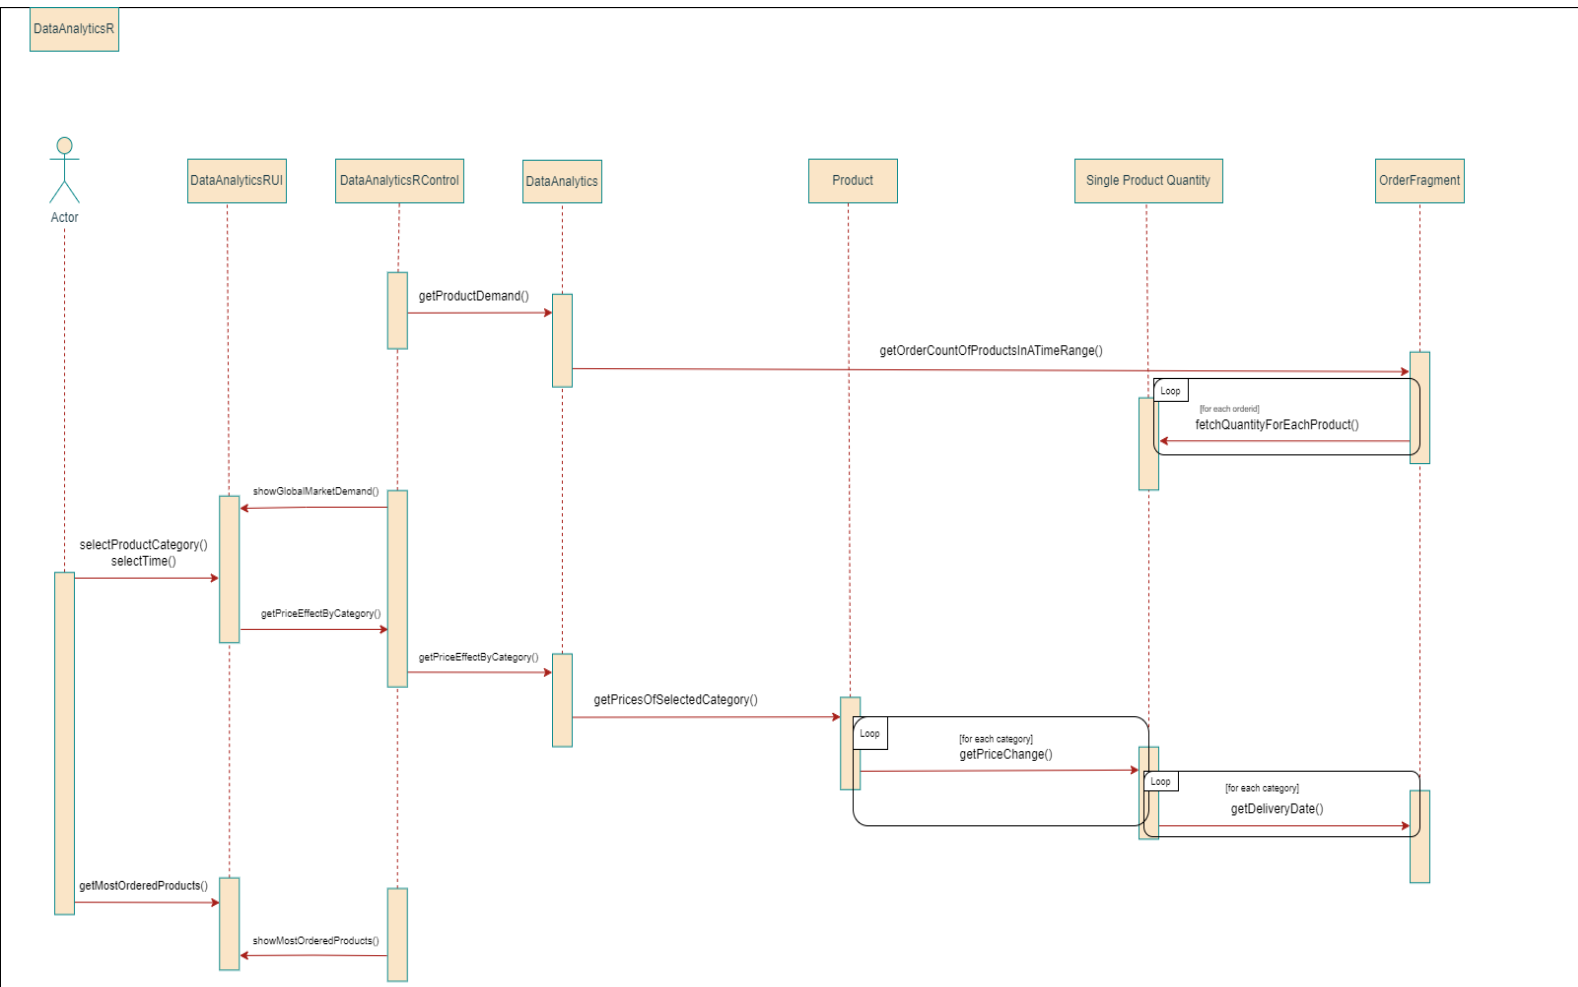 DataAnalyticsR
Actor
DataAnalyticsRUI
DataAnalyticsRControl
DataAnalytics
Product
Single Product Quantity
OrderFragment
getProductDemand()
getOrderCountOfProductsInATimeRange()
Loop
[for each orderid]
fetchQuantityForEachProduct()
showGlobalMarketDemand()
selectProductCategory()
selectTime()
getPriceEffectByCategory()
getPriceEffectByCategory()
getPricesOfSelectedCategory()
Loop
[for each category]
getPriceChange()
Loop
[for each category]
getDeliveryDate()
getMostOrderedProducts()
showMostOrderedProducts()